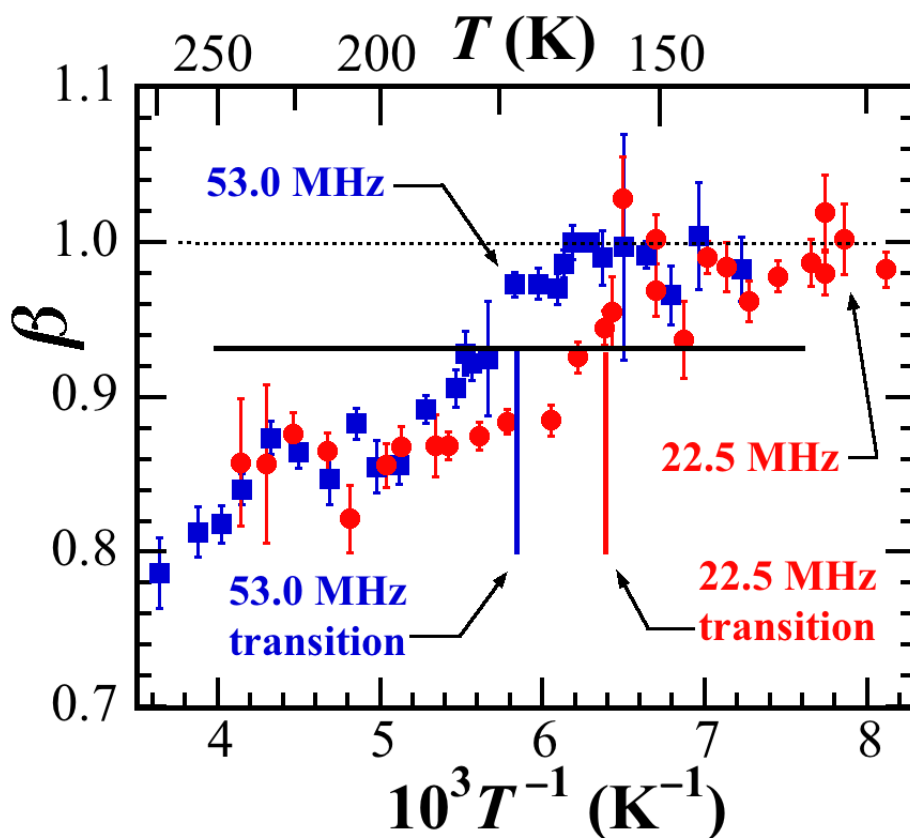 T (K)
250 200 150
1.1
1.0
0.9
0.8
0.7
β
53.0 MHz
22.5 MHz
53.0 MHz
transition
22.5 MHz
transition
4 5 6 7 8
10³T⁻¹ (K⁻¹)